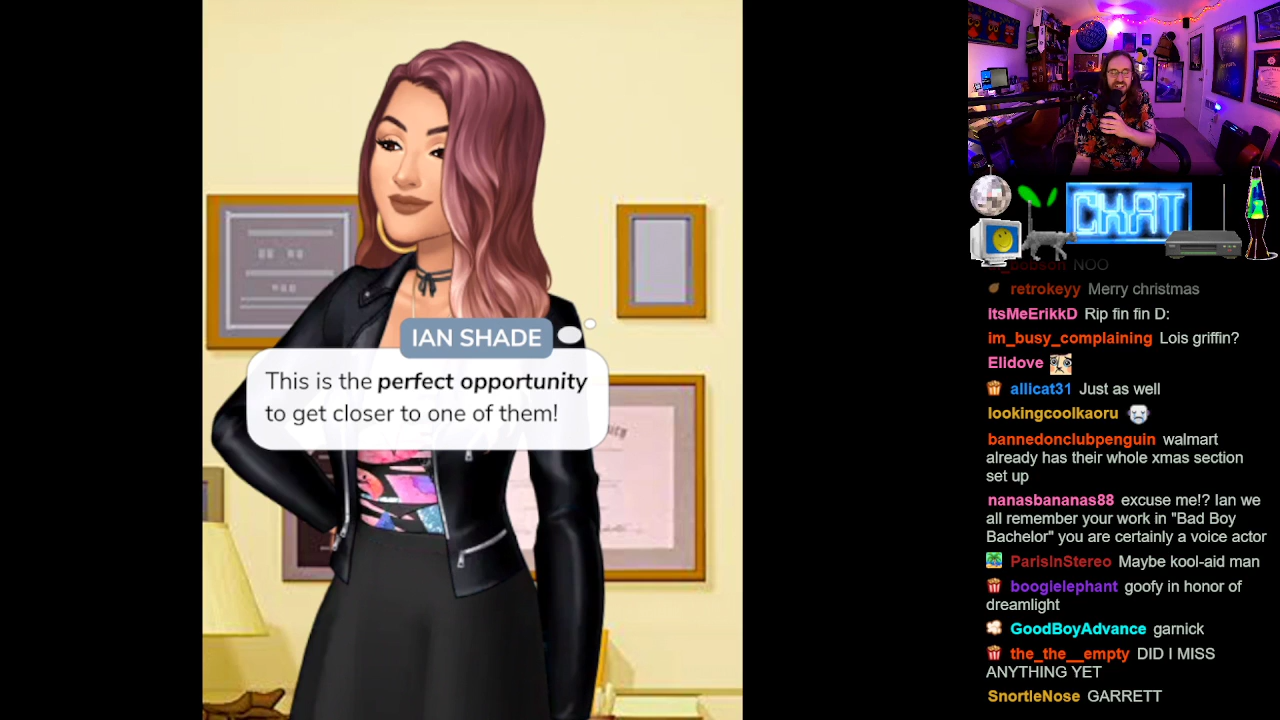 IAN SHADE
This is the perfect opportunity
to get closer to one of them!
CHAT
bobson NOO
retrokeyy Merry christmas
ItsMeErikkD Rip fin fin D:
im_busy_complaining Lois griffin?
Elidove
allicat31 Just as well
lookingcoolkaoru
bannedonclubpenguin walmart
already has their whole xmas section
set up
nanasbananas88 excuse me!? Ian we
all remember your work in "Bad Boy
Bachelor" you are certainly a voice actor
ParisInStereo Maybe kool-aid man
booglelephant goofy in honor of
dreamlight
GoodBoyAdvance garnick
the_the__empty DID I MISS
ANYTHING YET
SnortleNose GARRETT